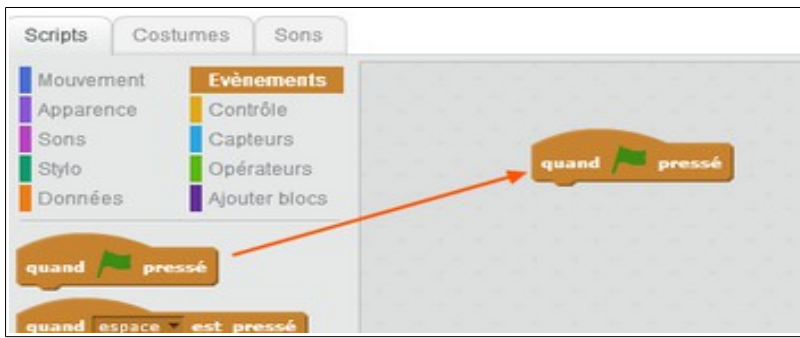 Scripts Costumes Sons
Mouvement Evènements
Apparence Contrôle
Sons Capteurs
Stylo Opérateurs
Données Ajouter blocs
quand pressé
quand pressé
quand espace est pressé